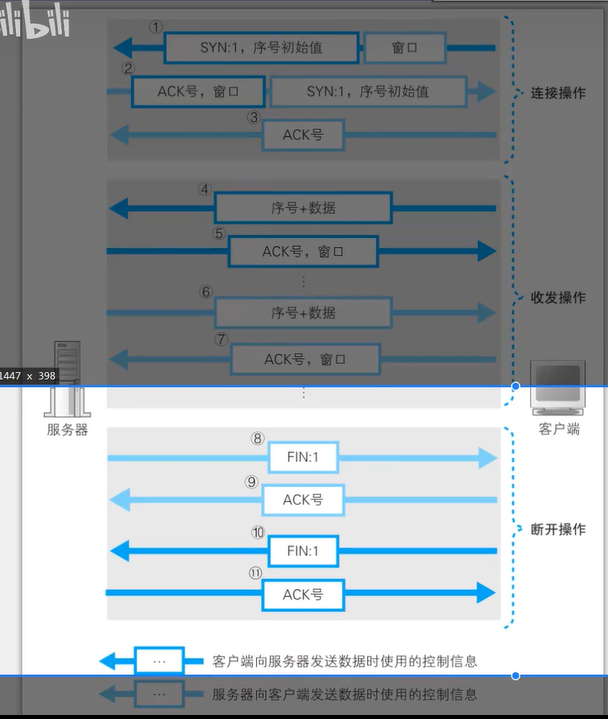 bilibili
① SYN:1，序号初始值 窗口
② ACK号，窗口 SYN:1，序号初始值
连接操作
③ ACK号
④ 序号+数据
⑤ ACK号，窗口
⋮
收发操作
⑥ 序号+数据
⑦ ACK号，窗口
1447 x 398
⋮
服务器
客户端
⑧ FIN:1
⑨ ACK号
断开操作
⑩ FIN:1
⑪ ACK号
… 客户端向服务器发送数据时使用的控制信息
… 服务器向客户端发送数据时使用的控制信息